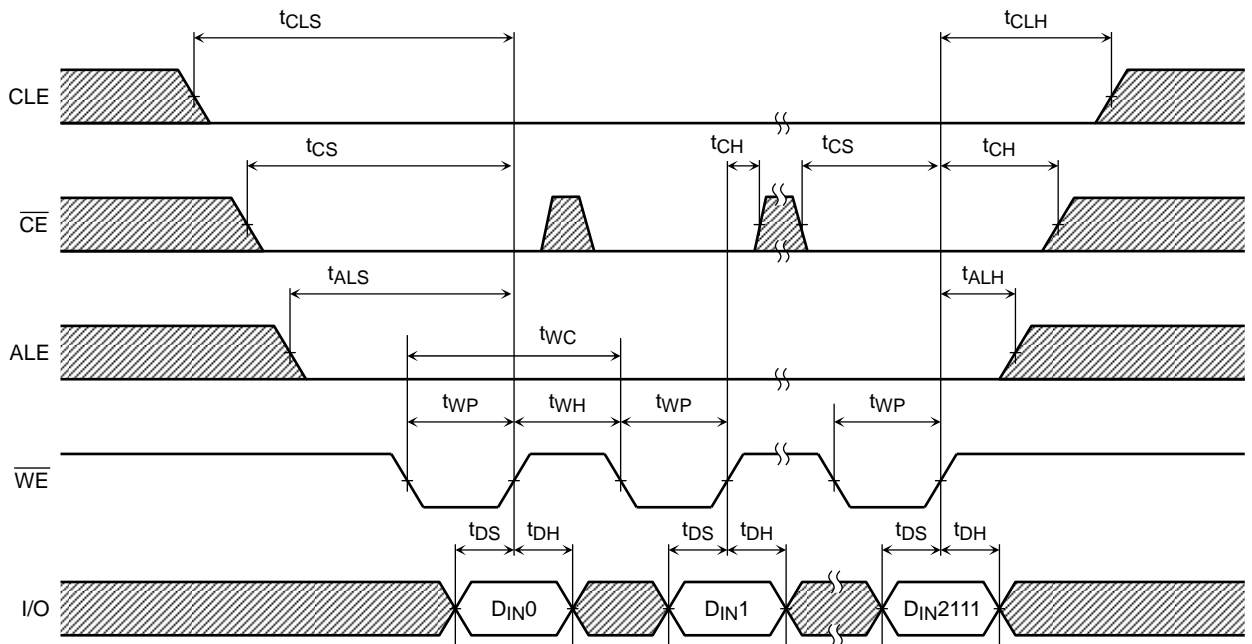 tCLS tCLH
CLE
tCS tCH tCS tCH
CE
tALS tALH
ALE
tWC
tWP tWH tWP tWP
WE
tDS tDH tDS tDH tDS tDH
I/O DIN0 DIN1 DIN2111